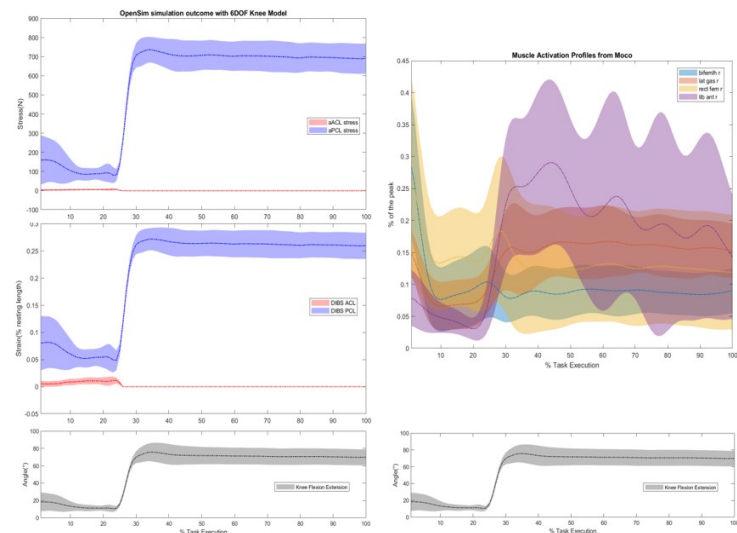 OpenSim simulation outcome with 6DOF Knee Model
Stress(N)
900
800
700
600
500
400
300
200
100
0
-100
aACL stress
aPCL stress
10 20 30 40 50 60 70 80 90 100
Strain(% resting length)
0.3
0.25
0.2
0.15
0.1
0.05
0
-0.05
DIBS ACL
DIBS PCL
10 20 30 40 50 60 70 80 90 100
Angle(°)
100
80
60
40
20
0
Knee Flexion Extension
10 20 30 40 50 60 70 80 90 100
% Task Execution
Muscle Activation Profiles from Moco
% of the peak
0.45
0.4
0.35
0.3
0.25
0.2
0.15
0.1
0.05
0
bifemlh r
lat gas r
rect fem r
tib ant r
10 20 30 40 50 60 70 80 90 100
% Task Execution
Angle(°)
100
80
60
40
20
0
Knee Flexion Extension
10 20 30 40 50 60 70 80 90 100
% Task Execution